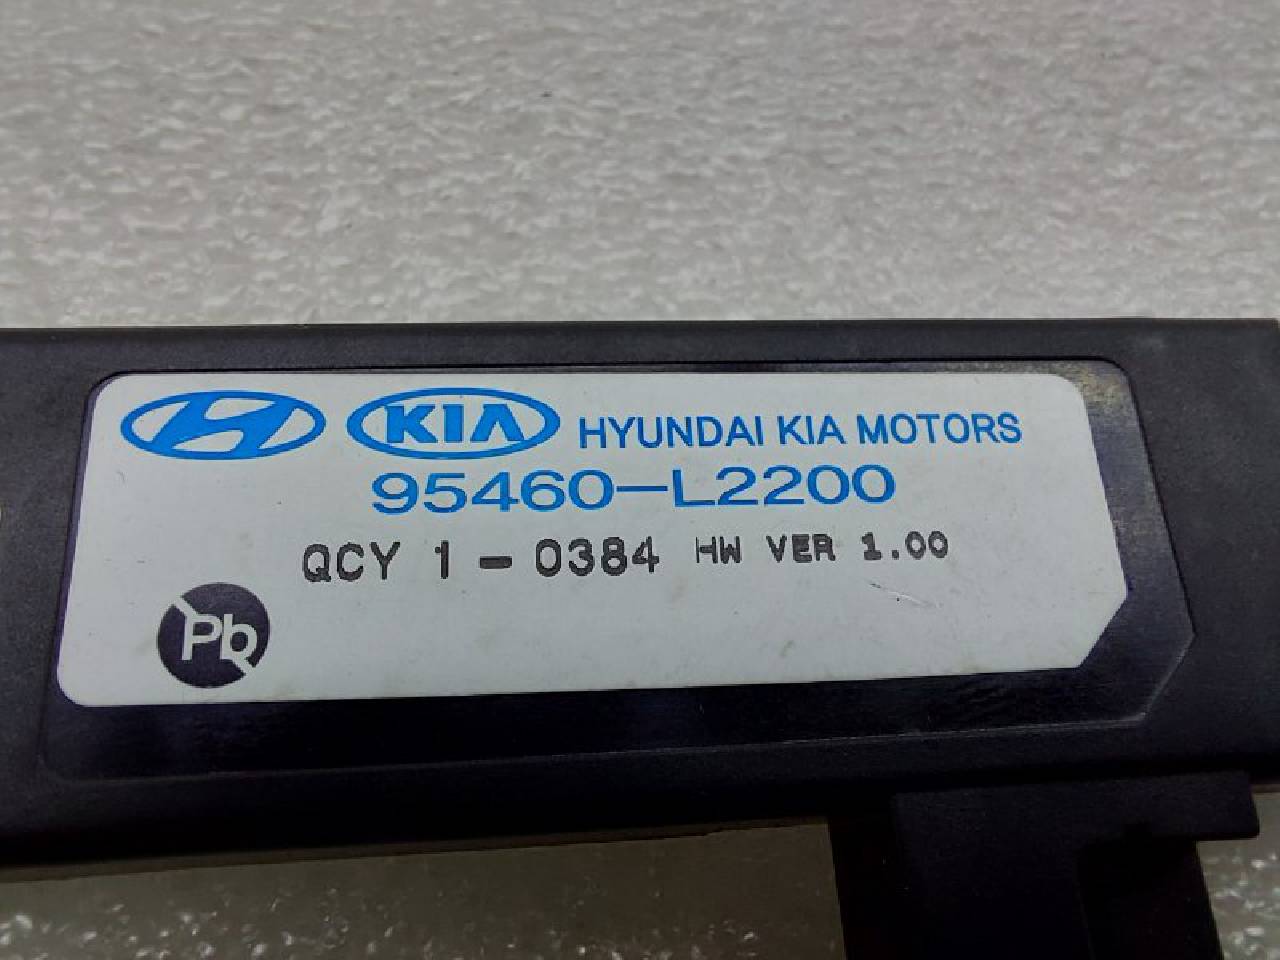 KIA HYUNDAI KIA MOTORS
95460-L2200
QCY 1 - 0384 HW VER 1.00
Pb